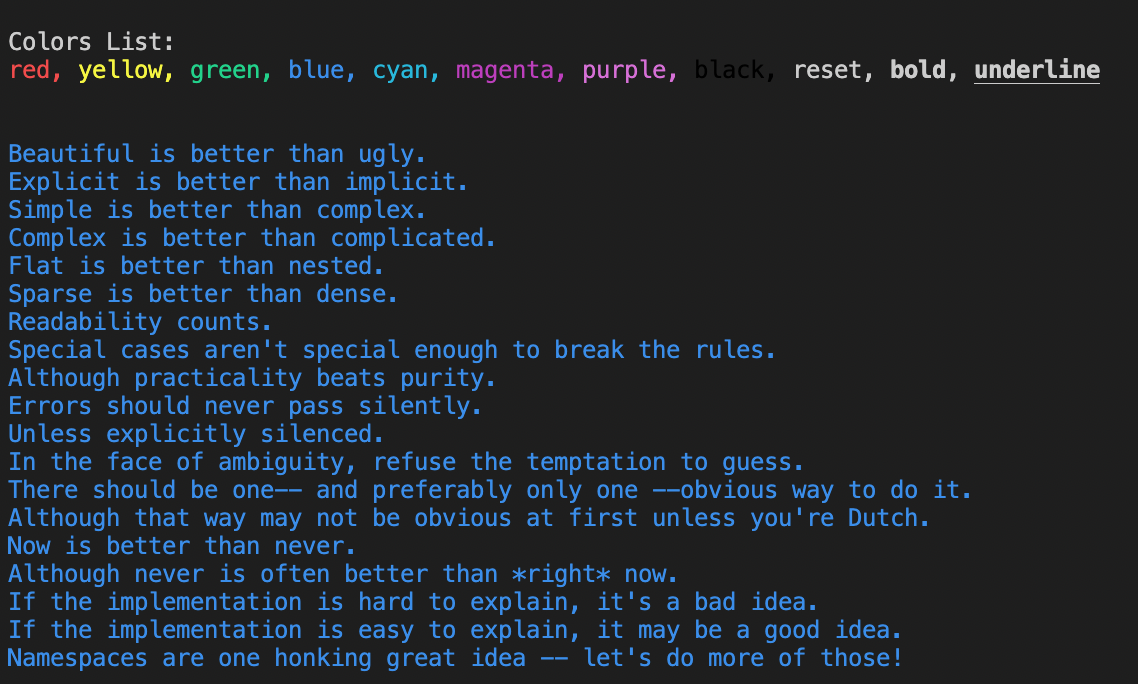 Colors List:
red, yellow, green, blue, cyan, magenta, purple, black, reset, bold, underline
Beautiful is better than ugly.
Explicit is better than implicit.
Simple is better than complex.
Complex is better than complicated.
Flat is better than nested.
Sparse is better than dense.
Readability counts.
Special cases aren't special enough to break the rules.
Although practicality beats purity.
Errors should never pass silently.
Unless explicitly silenced.
In the face of ambiguity, refuse the temptation to guess.
There should be one-- and preferably only one --obvious way to do it.
Although that way may not be obvious at first unless you're Dutch.
Now is better than never.
Although never is often better than *right* now.
If the implementation is hard to explain, it's a bad idea.
If the implementation is easy to explain, it may be a good idea.
Namespaces are one honking great idea -- let's do more of those!